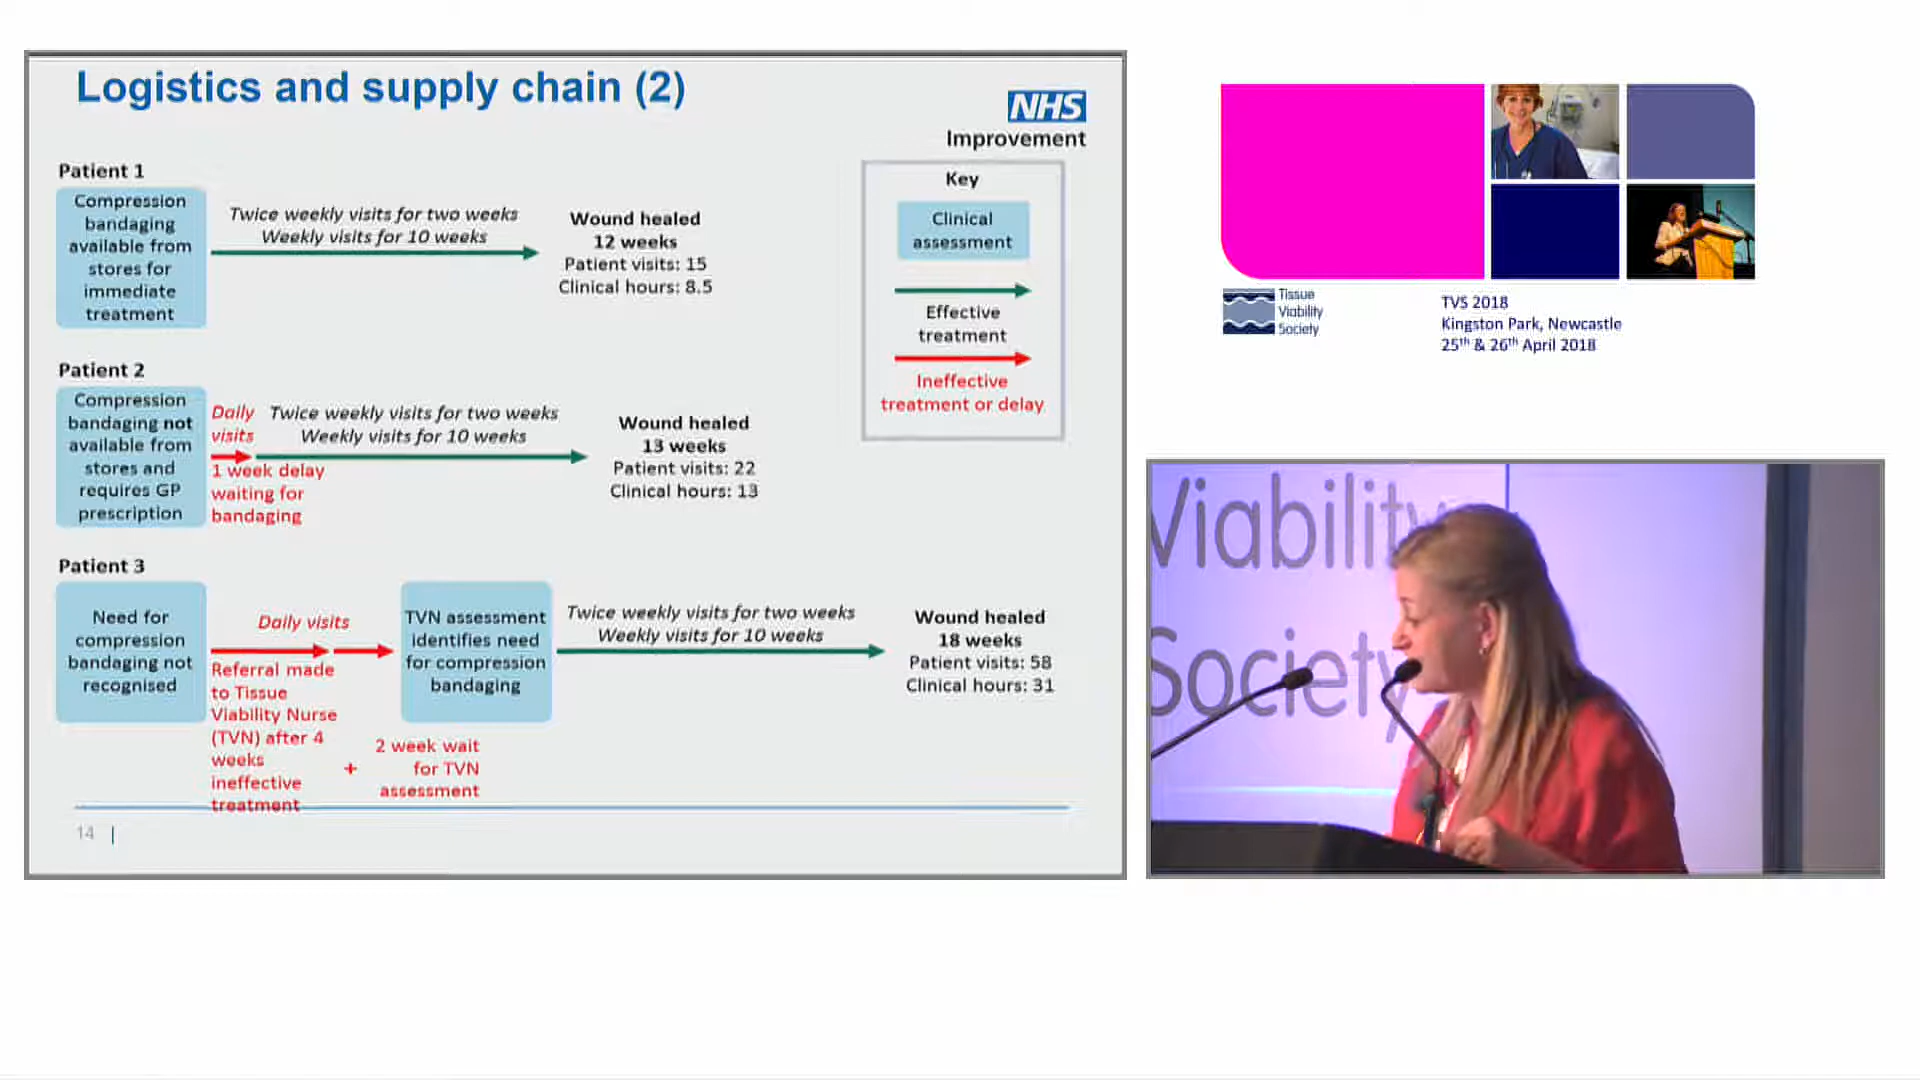 Logistics and supply chain (2)
NHS
Improvement
Patient 1
Compression
bandaging
available from
stores for
immediate
treatment
Twice weekly visits for two weeks
Weekly visits for 10 weeks
Wound healed
12 weeks
Patient visits: 15
Clinical hours: 8.5
Key
Clinical
assessment
Effective
treatment
Ineffective
treatment or delay
Patient 2
Compression
bandaging not
available from
stores and
requires GP
prescription
Daily
visits
1 week delay
waiting for
bandaging
Twice weekly visits for two weeks
Weekly visits for 10 weeks
Wound healed
13 weeks
Patient visits: 22
Clinical hours: 13
Patient 3
Need for
compression
bandaging not
recognised
Daily visits
Referral made
to Tissue
Viability Nurse
(TVN) after 4
weeks
ineffective
treatment
+
2 week wait
for TVN
assessment
TVN assessment
identifies need
for compression
bandaging
Twice weekly visits for two weeks
Weekly visits for 10 weeks
Wound healed
18 weeks
Patient visits: 58
Clinical hours: 31
14 |
Tissue
Viability
Society
TVS 2018
Kingston Park, Newcastle
25th & 26th April 2018
Viability
Society